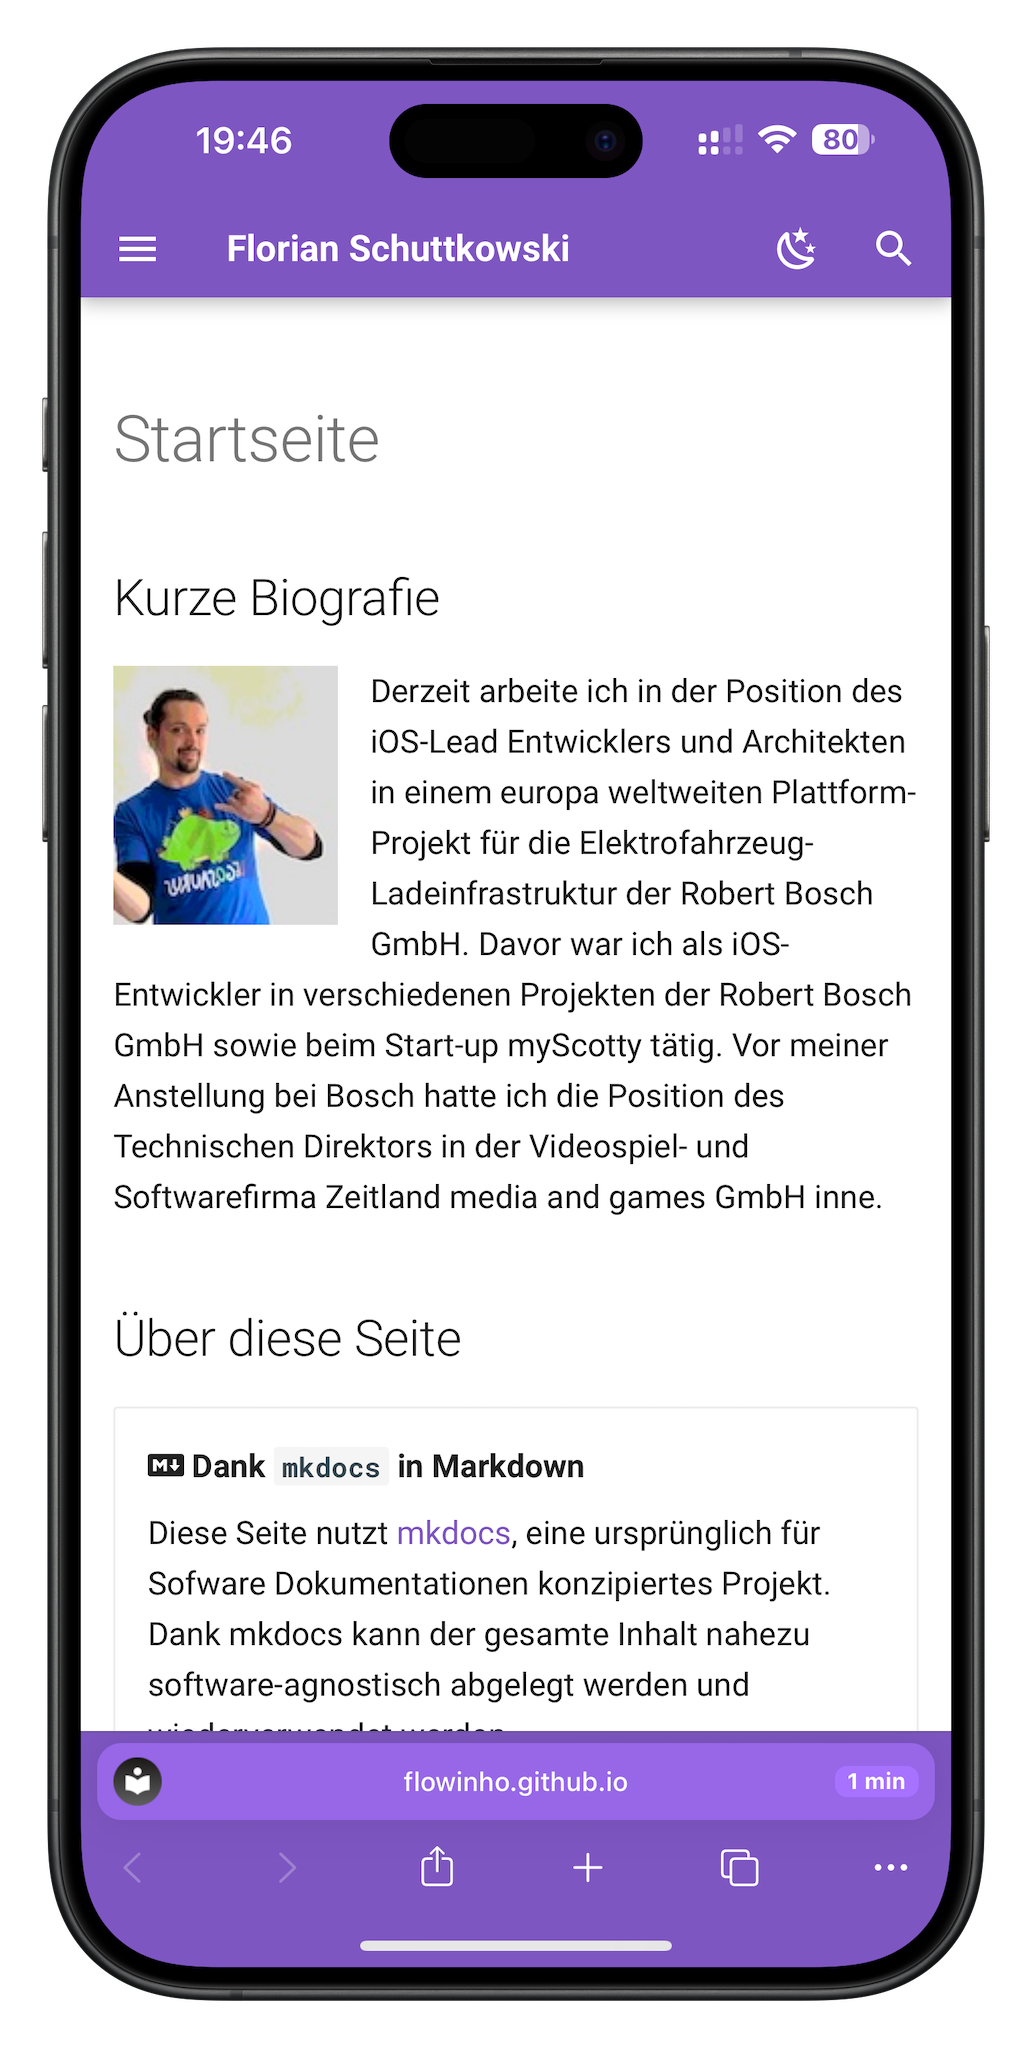 19:46
80
Florian Schuttkowski
Startseite
Kurze Biografie
Derzeit arbeite ich in der Position des
iOS-Lead Entwicklers und Architekten
in einem europa weltweiten Plattform-
Projekt für die Elektrofahrzeug-
Ladeinfrastruktur der Robert Bosch
GmbH. Davor war ich als iOS-
Entwickler in verschiedenen Projekten der Robert Bosch
GmbH sowie beim Start-up myScotty tätig. Vor meiner
Anstellung bei Bosch hatte ich die Position des
Technischen Direktors in der Videospiel- und
Softwarefirma Zeitland media and games GmbH inne.
Über diese Seite
Dank mkdocs in Markdown
Diese Seite nutzt mkdocs, eine ursprünglich für
Sofware Dokumentationen konzipiertes Projekt.
Dank mkdocs kann der gesamte Inhalt nahezu
software-agnostisch abgelegt werden und
wiederverwendet werden.
flowinho.github.io
1 min